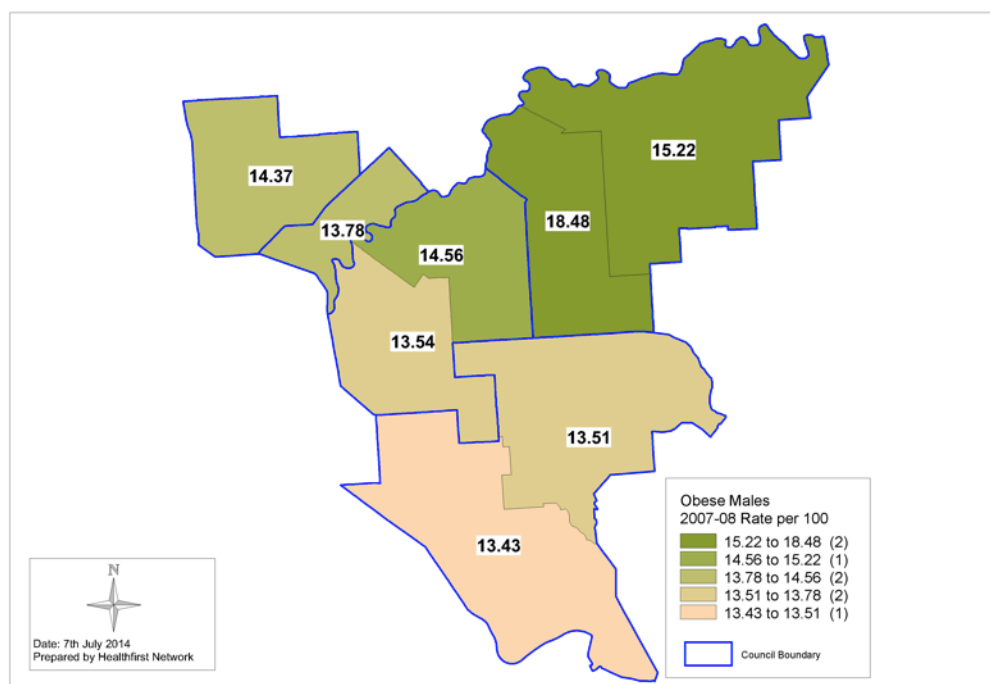 15.22
14.37
18.48
13.78
14.56
13.54
13.51
13.43
Obese Males
2007-08 Rate per 100
15.22 to 18.48 (2)
14.56 to 15.22 (1)
13.78 to 14.56 (2)
13.51 to 13.78 (2)
13.43 to 13.51 (1)
Council Boundary
N
Date: 7th July 2014
Prepared by Healthfirst Network